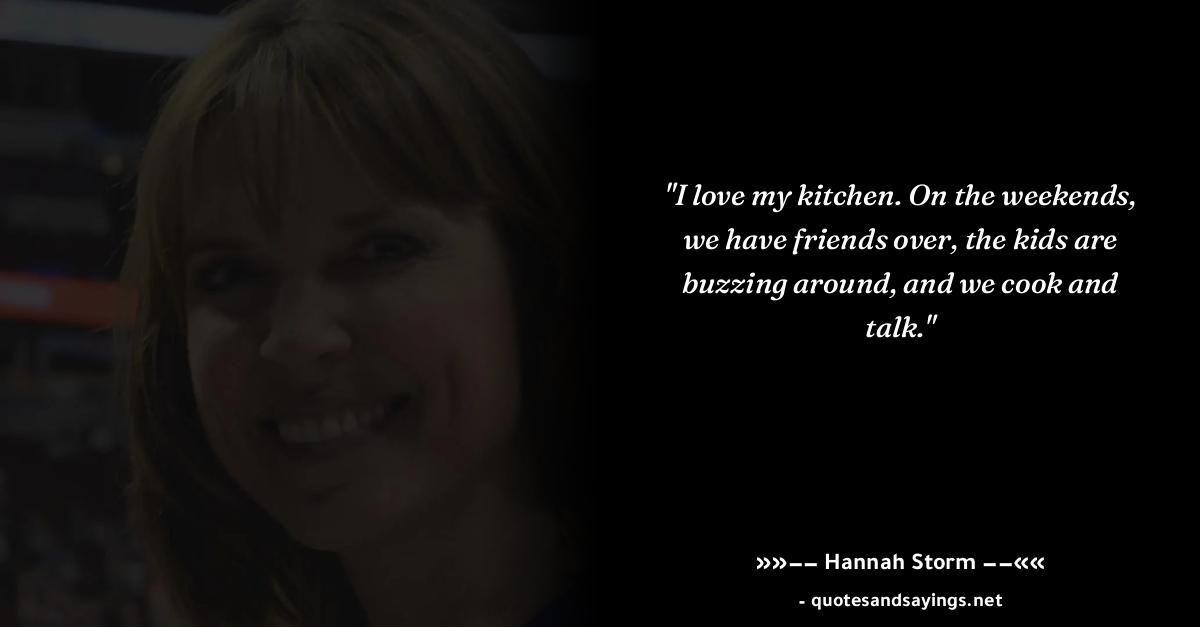 "I love my kitchen. On the weekends,
we have friends over, the kids are
buzzing around, and we cook and
talk."
»»–– Hannah Storm ––««
- quotesandsayings.net